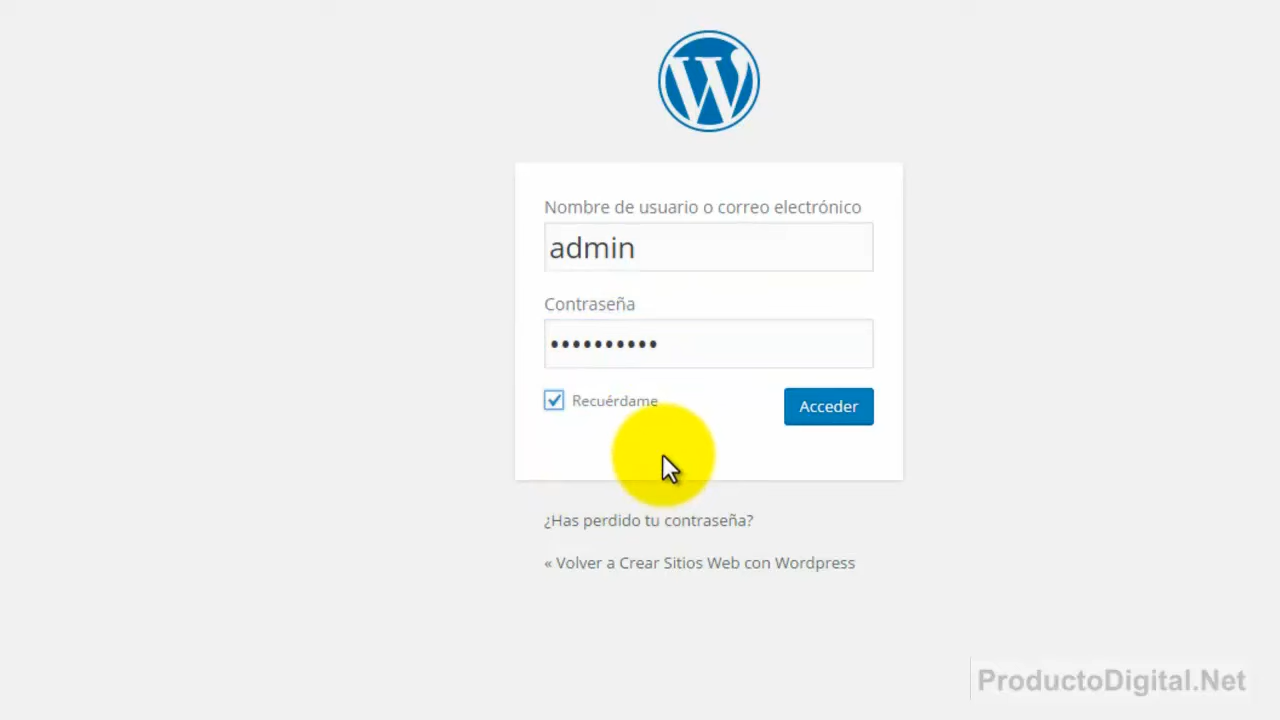 Nombre de usuario o correo electrónico
admin
Contraseña
••••••••••
Recuérdame
Acceder
¿Has perdido tu contraseña?
« Volver a Crear Sitios Web con Wordpress
ProductoDigital.Net